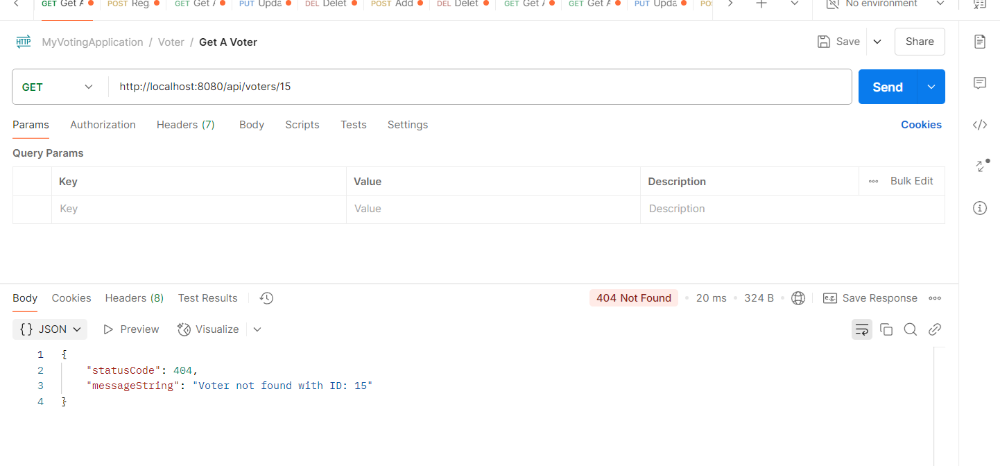 GET Get A POST Reg GET Get A PUT Upda DEL Delet POST Add DEL Delet GET Get A GET Get A PUT Upda PO No environment
HTTP MyVotingApplication / Voter / Get A Voter Save Share
GET http://localhost:8080/api/voters/15 Send
Params Authorization Headers (7) Body Scripts Tests Settings Cookies
Query Params
Key Value Description Bulk Edit
Key Value Description
Body Cookies Headers (8) Test Results 404 Not Found 20 ms 324 B e.g. Save Response
{} JSON Preview Visualize
1 {
2 "statusCode": 404,
3 "messageString": "Voter not found with ID: 15"
4 }